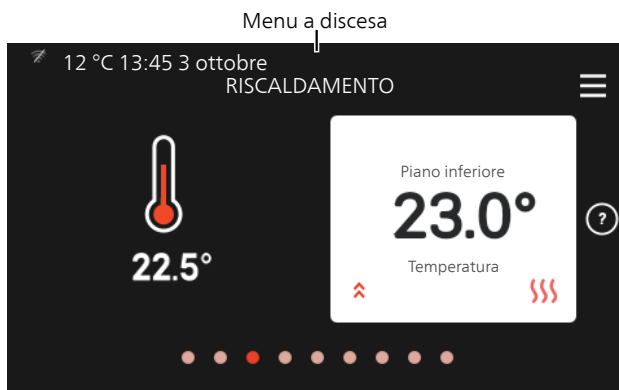 Menu a discesa
12 °C 13:45 3 ottobre
RISCALDAMENTO
Piano inferiore
23.0°
Temperatura
22.5°
?